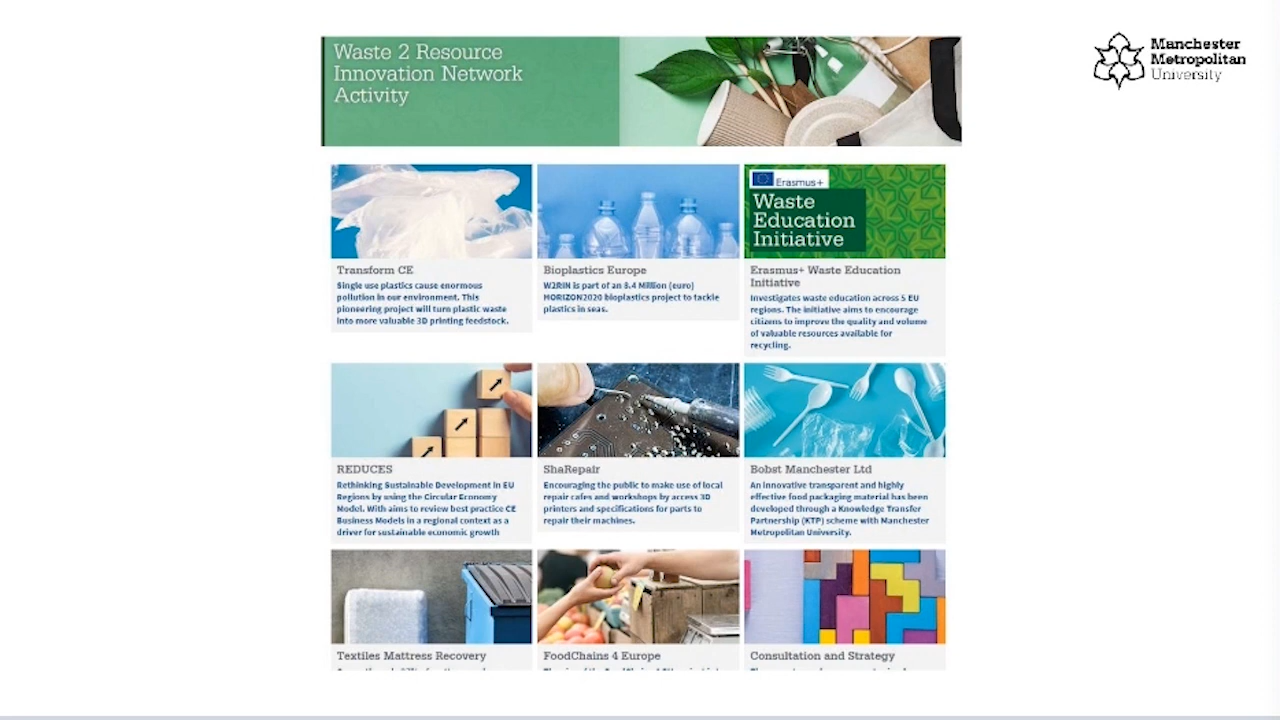 Waste 2 Resource
Innovation Network
Activity
Manchester
Metropolitan
University
Erasmus+
Waste
Education
Initiative
Transform CE
Single use plastics cause enormous
pollution in our environment. This
pioneering project will turn plastic waste
into more valuable 3D printing feedstock.
Bioplastics Europe
W2RIN is part of an 8.4 Million (euro)
HORIZON2020 bioplastics project to tackle
plastics in seas.
Erasmus+ Waste Education
Initiative
Investigates waste education across 5 EU
regions. The initiative aims to encourage
citizens to improve the quality and volume
of valuable resources available for
recycling.
REDUCES
Rethinking Sustainable Development in EU
Regions by using the Circular Economy
Model. With aims to review best practice CE
Business Models in a regional context as a
driver for sustainable economic growth
ShaRepair
Encouraging the public to make use of local
repair cafes and workshops by access 3D
printers and specifications for parts to
repair their machines.
Bobst Manchester Ltd
An innovative transparent and highly
effective food packaging material has been
developed through a Knowledge Transfer
Partnership (KTP) scheme with Manchester
Metropolitan University.
Textiles Mattress Recovery
FoodChains 4 Europe
Consultation and Strategy